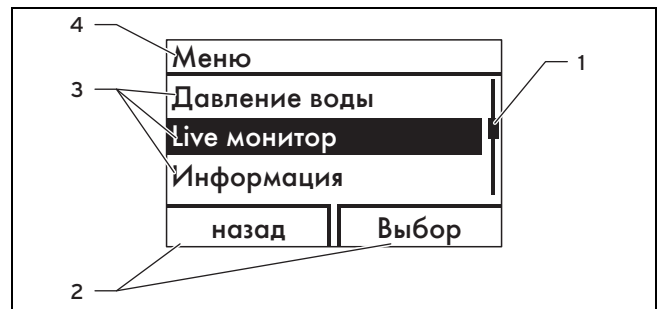 4
Меню
1
3
Давление воды
Live монитор
Информация
назад Выбор
2